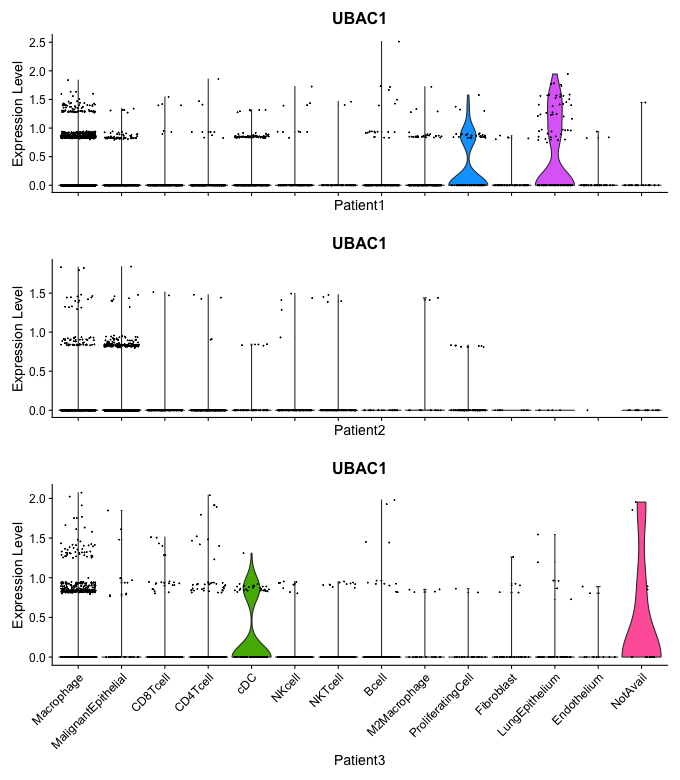 UBAC1
Expression Level
2.5
2.0
1.5
1.0
0.5
0.0
Patient1
UBAC1
Expression Level
1.5
1.0
0.5
0.0
Patient2
UBAC1
Expression Level
2.0
1.5
1.0
0.5
0.0
Macrophage
MalignantEpithelial
CD8Tcell
CD4Tcell
cDC
NKcell
NKTcell
Bcell
M2Macrophage
ProliferatingCell
Fibroblast
LungEpithelium
Endothelium
NotAvail
Patient3